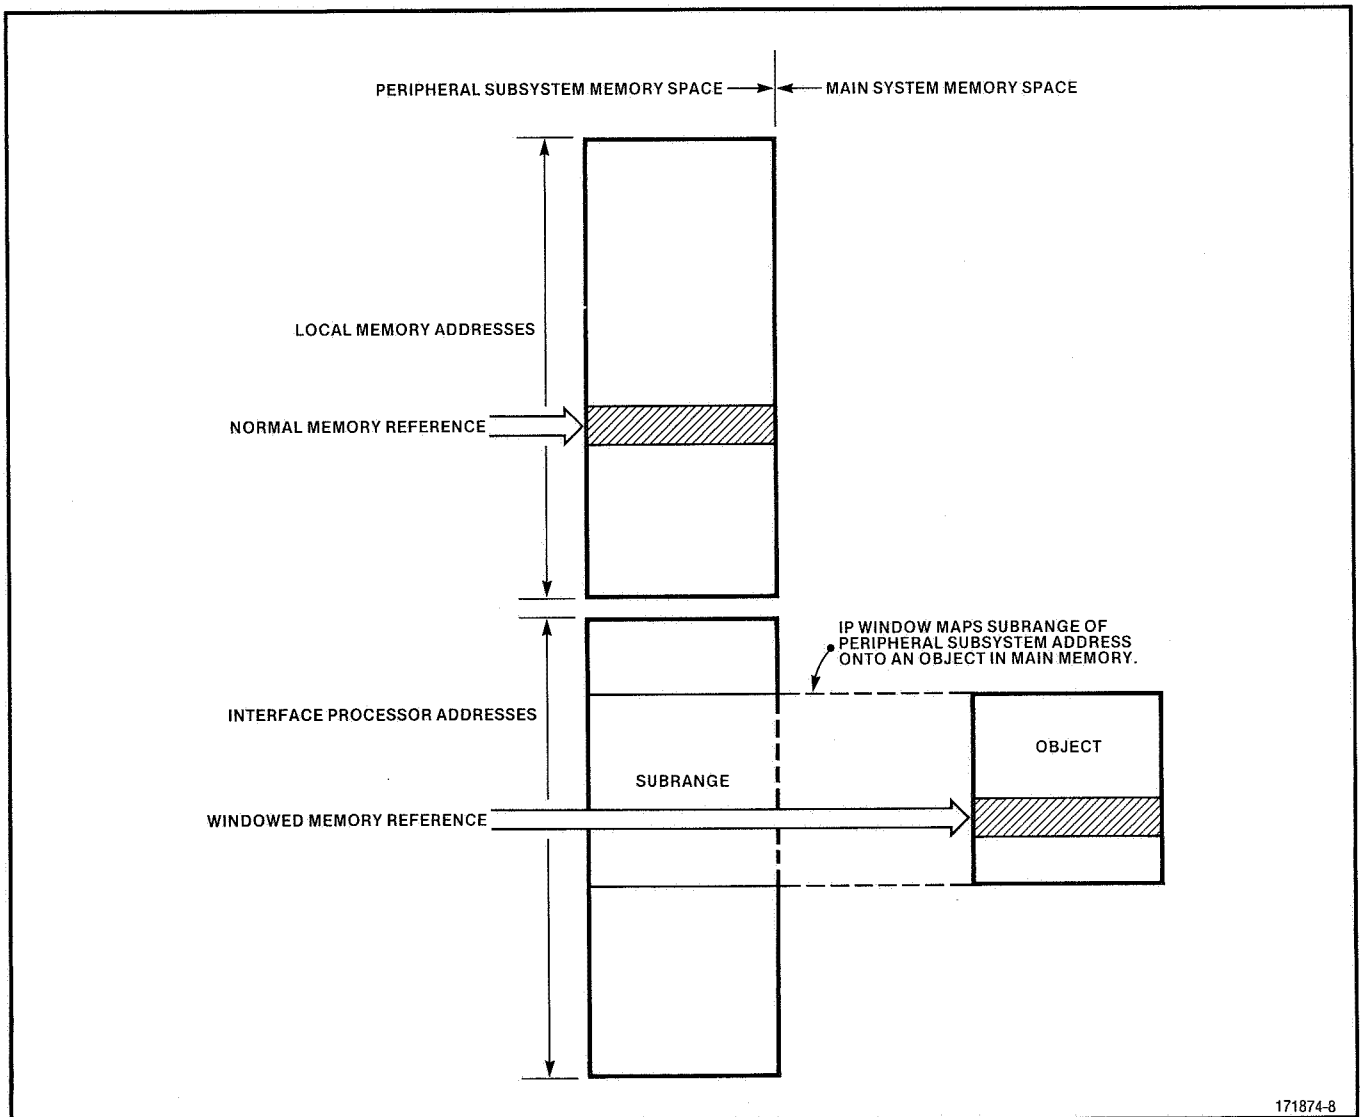 PERIPHERAL SUBSYSTEM MEMORY SPACE
MAIN SYSTEM MEMORY SPACE
LOCAL MEMORY ADDRESSES
NORMAL MEMORY REFERENCE
IP WINDOW MAPS SUBRANGE OF
PERIPHERAL SUBSYSTEM ADDRESS
ONTO AN OBJECT IN MAIN MEMORY.
INTERFACE PROCESSOR ADDRESSES
OBJECT
SUBRANGE
WINDOWED MEMORY REFERENCE
171874-8